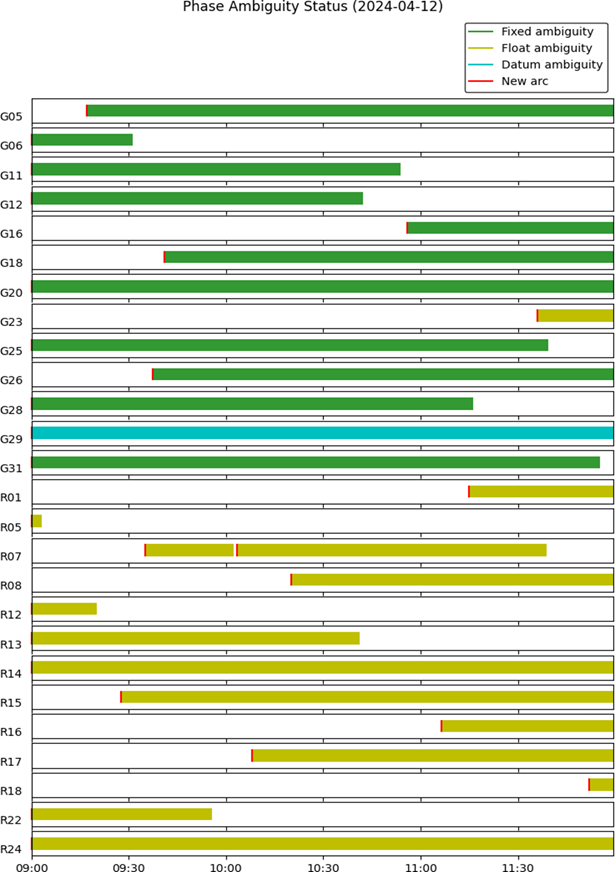 Phase Ambiguity Status (2024-04-12)
Fixed ambiguity
Float ambiguity
Datum ambiguity
New arc
G05
G06
G11
G12
G16
G18
G20
G23
G25
G26
G28
G29
G31
R01
R05
R07
R08
R12
R13
R14
R15
R16
R17
R18
R22
R24
09:00 09:30 10:00 10:30 11:00 11:30